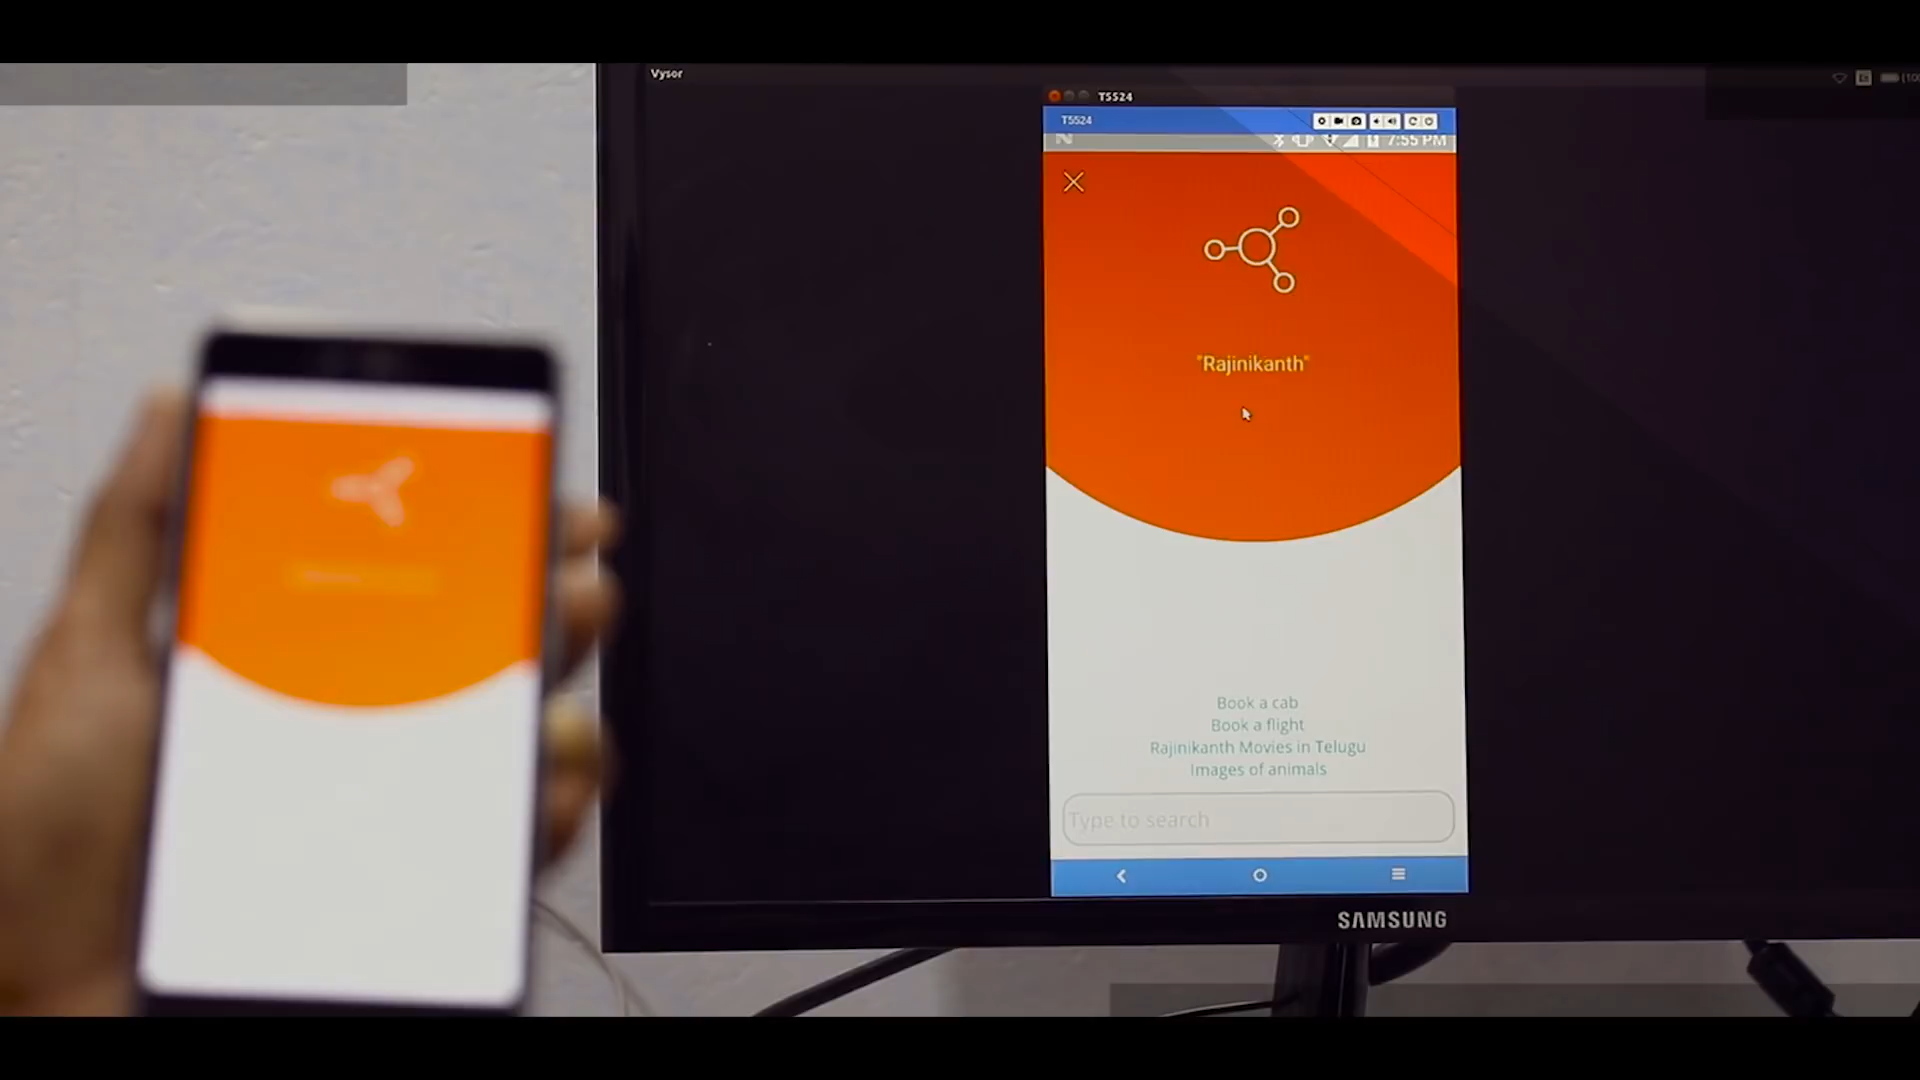 Vysor
T5524
T5524
7:55 PM
"Rajinikanth"
Book a cab
Book a flight
Rajinikanth Movies in Telugu
Images of animals
Type to search
SAMSUNG